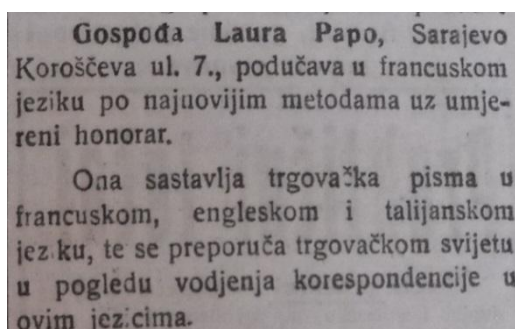 Gospođa Laura Papo, Sarajevo
Koroščeva ul. 7., podučava u francuskom
jeziku po najnovijim metodama uz umje-
reni honorar.
Ona sastavlja trgovačka pisma u
francuskom, engleskom i talijanskom
jeziku, te se preporuča trgovačkom svijetu
u pogledu vodjenja korespondencije u
ovim jezicima.